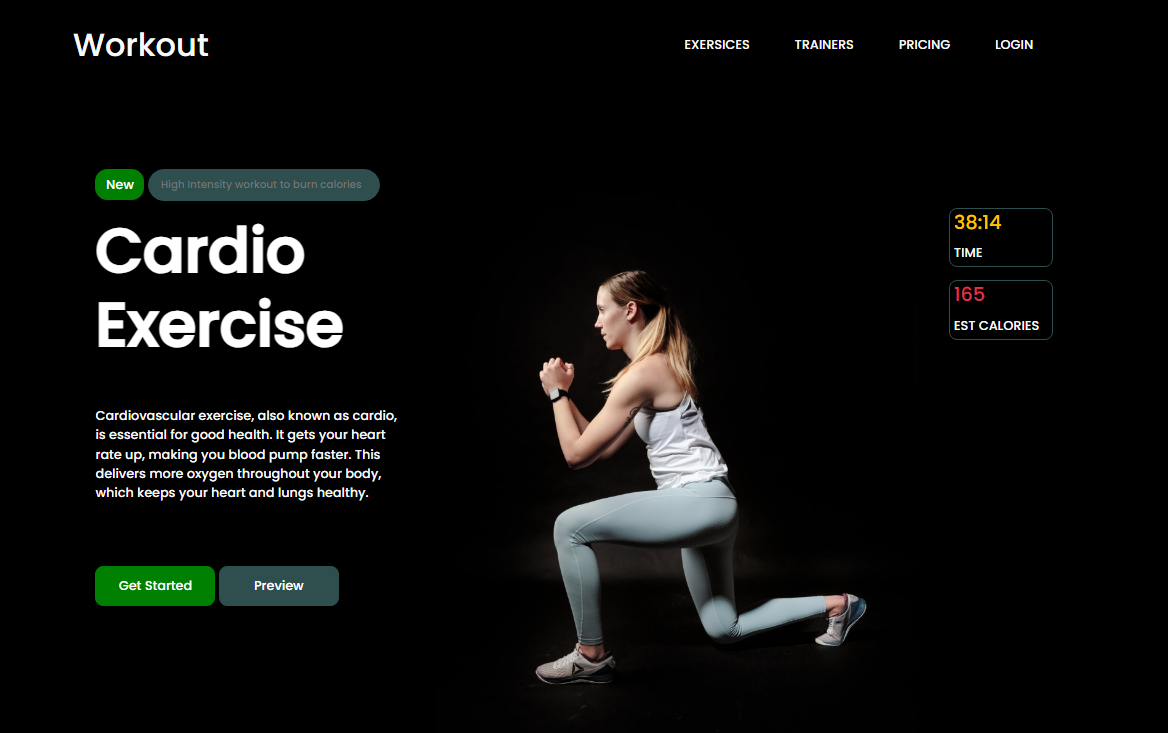 Workout
EXERSICES
TRAINERS
PRICING
LOGIN
New
High Intensity workout to burn calories
Cardio
Exercise
Cardiovascular exercise, also known as cardio,
is essential for good health. It gets your heart
rate up, making you blood pump faster. This
delivers more oxygen throughout your body,
which keeps your heart and lungs healthy.
Get Started
Preview
38:14
TIME
165
EST CALORIES